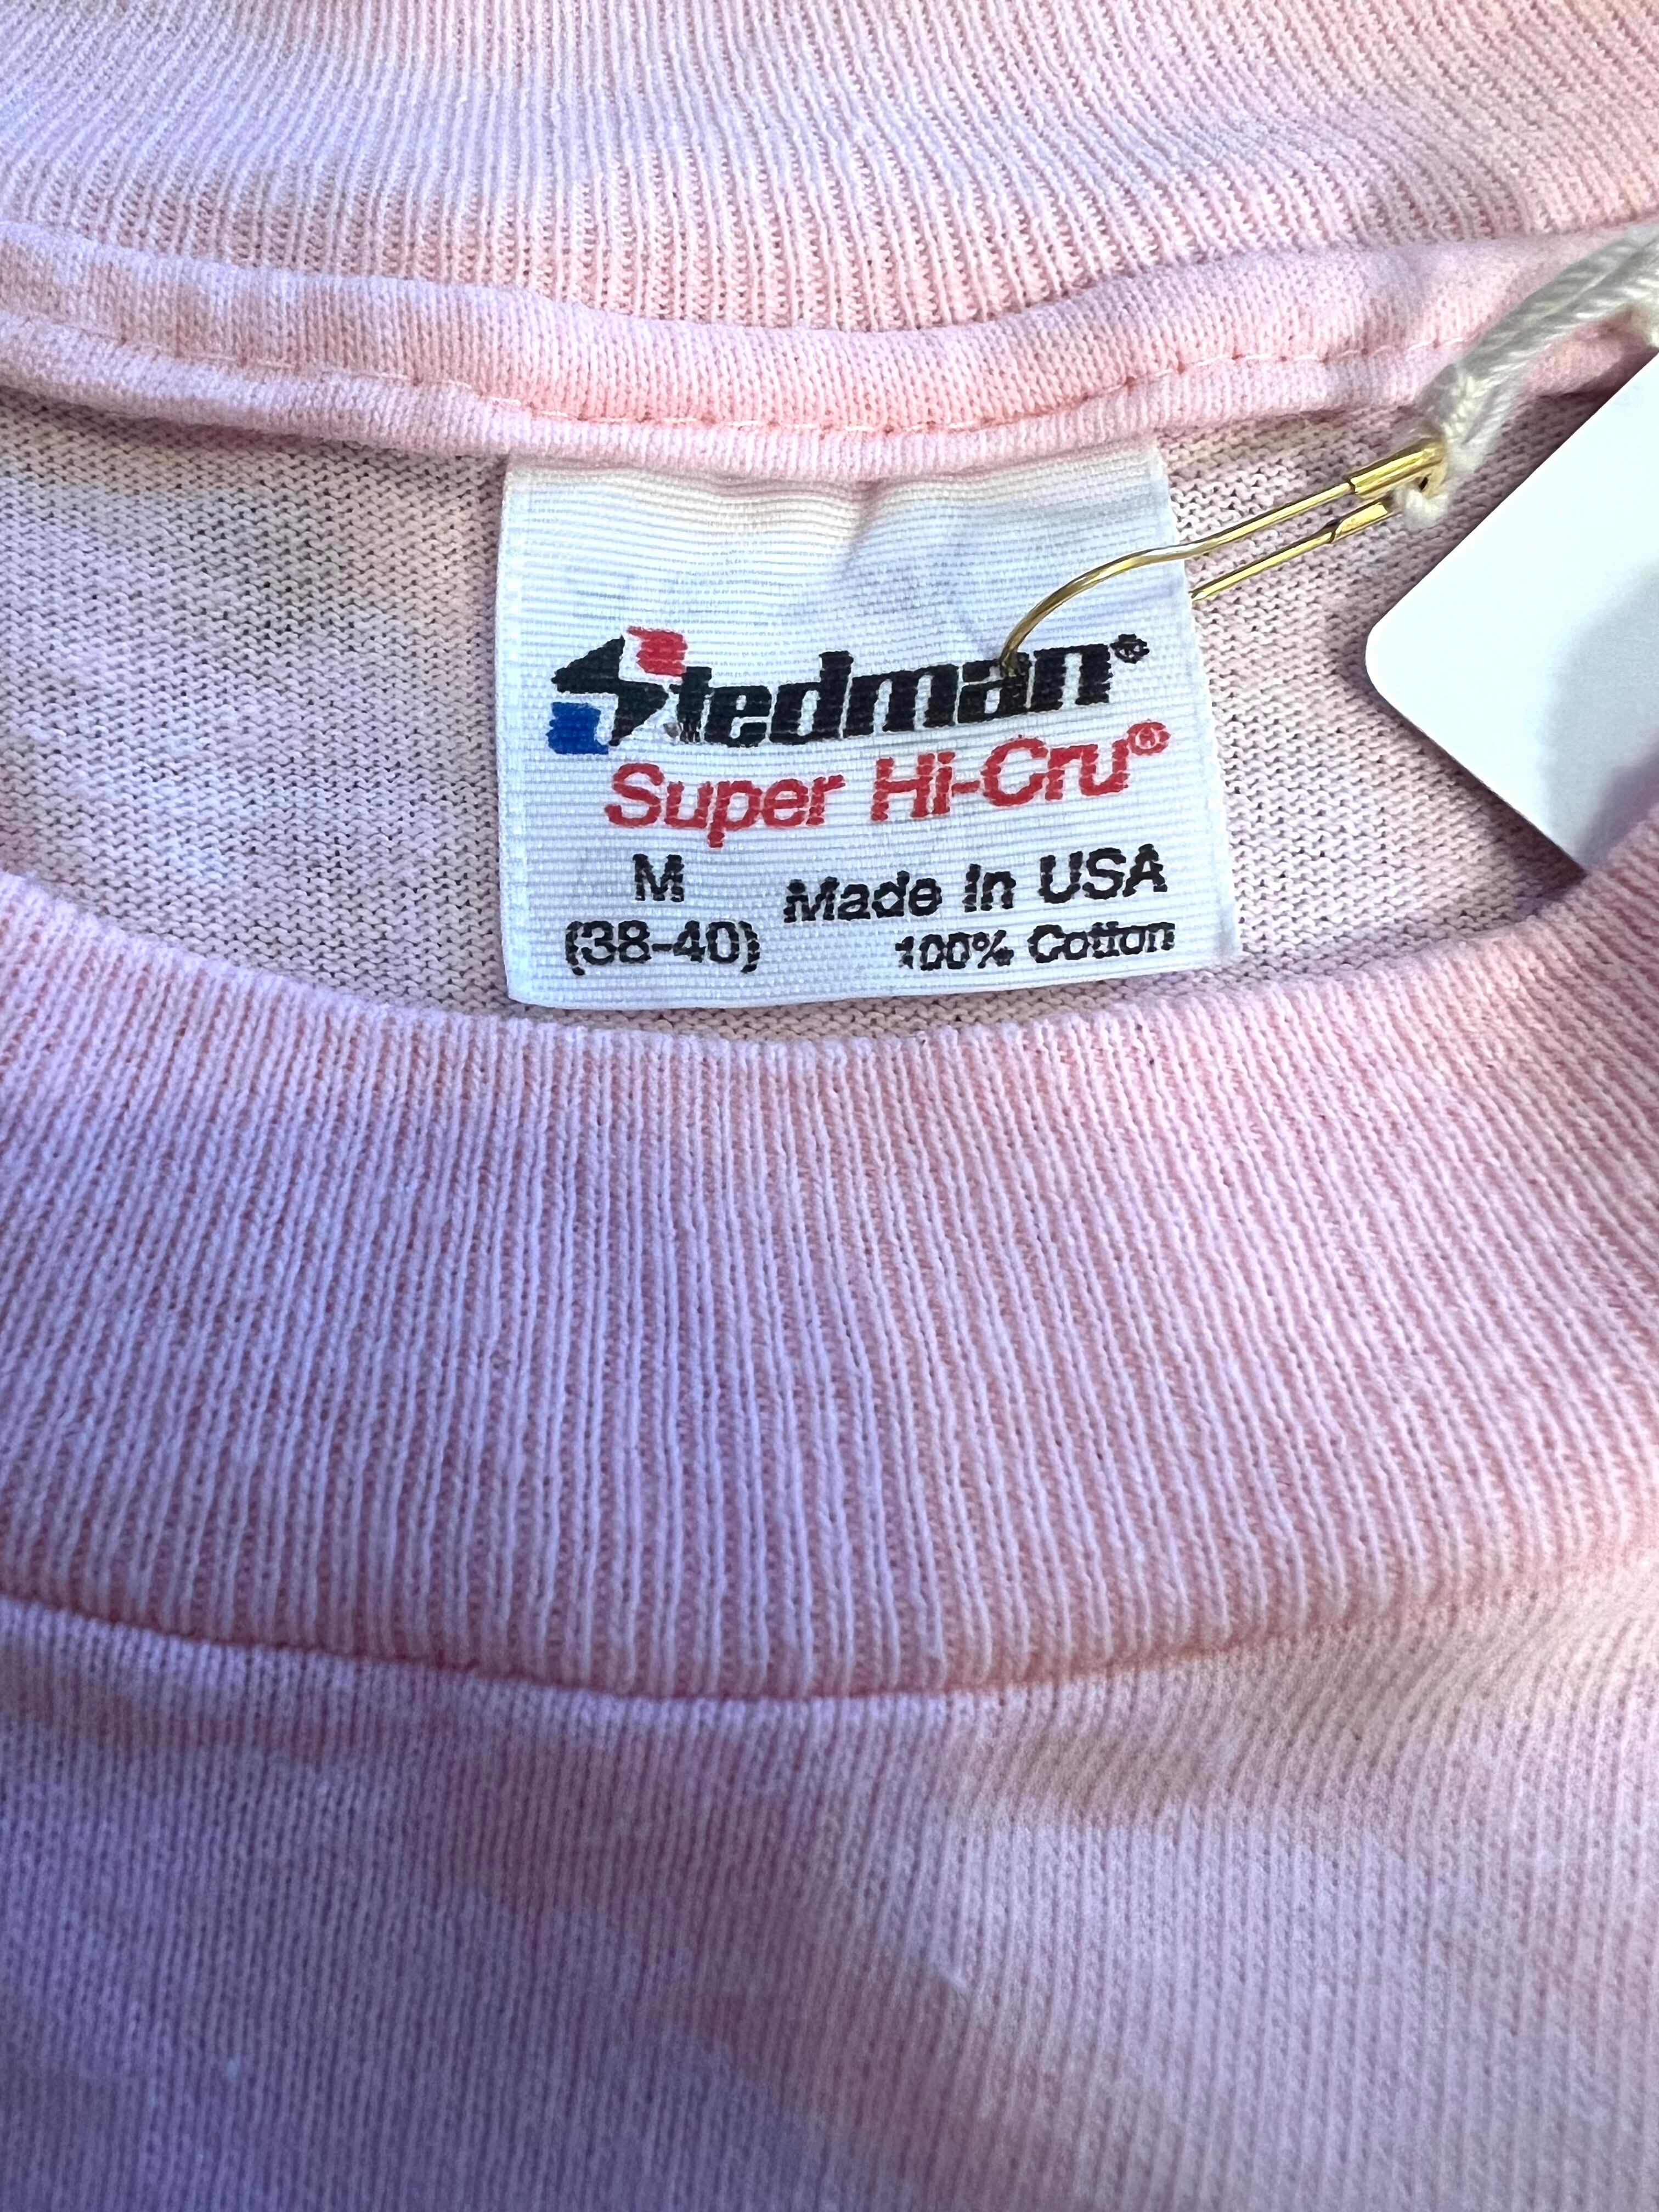 Stedman®
Super Hi-Cru®
M
(38-40)
Made In USA
100% Cotton